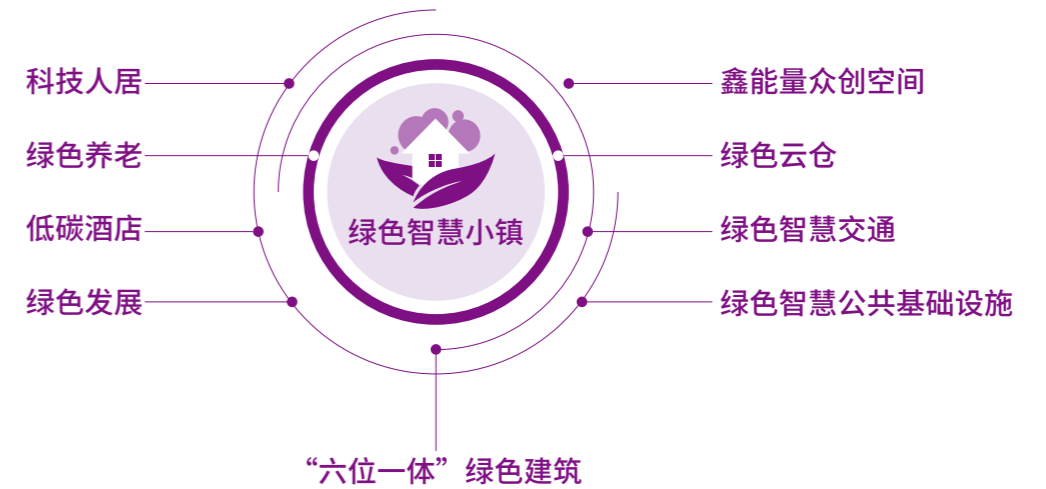 科技人居
绿色养老
低碳酒店
绿色发展
绿色智慧小镇
鑫能量众创空间
绿色云仓
绿色智慧交通
绿色智慧公共基础设施
“六位一体”绿色建筑